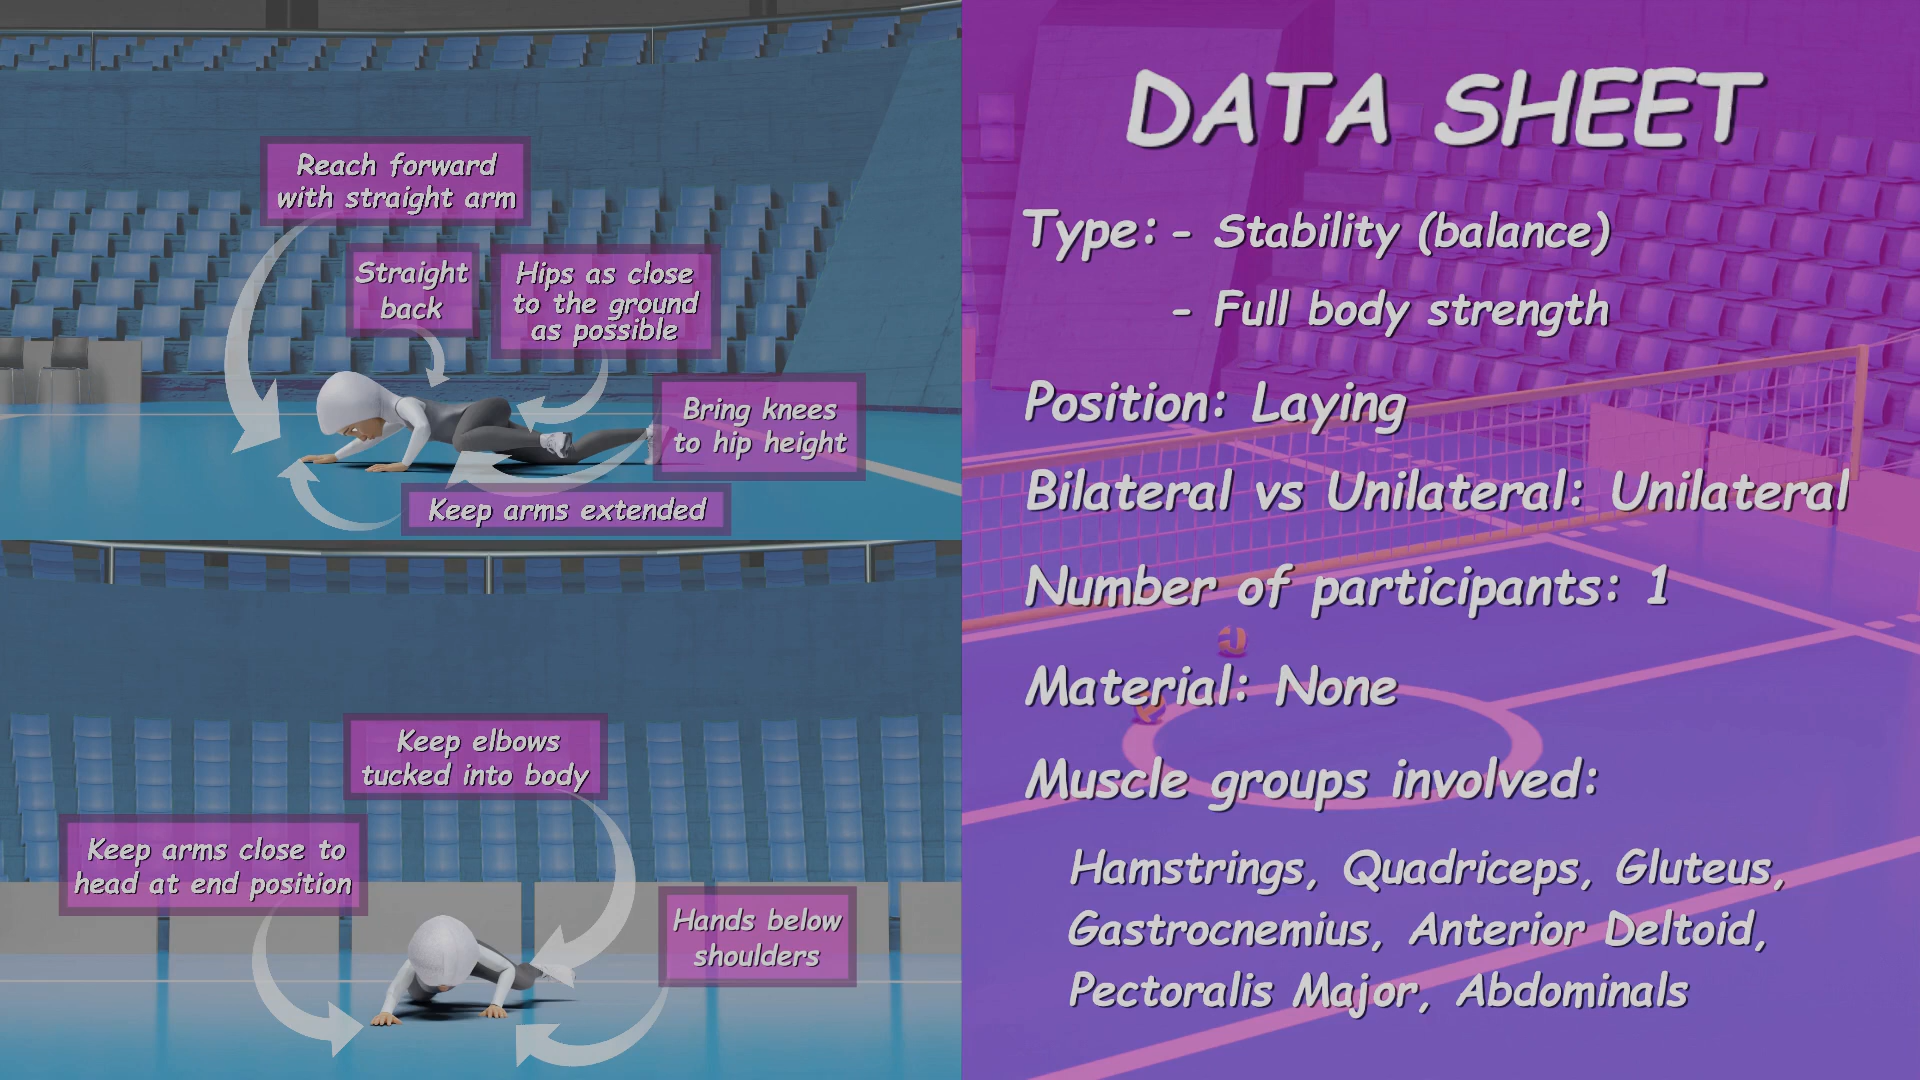 Reach forward
with straight arm
Straight
back
Hips as close
to the ground
as possible
Bring knees
to hip height
Keep arms extended
Keep elbows
tucked into body
Keep arms close to
head at end position
Hands below
shoulders
DATA SHEET
Type: - Stability (balance)
- Full body strength
Position: Laying
Bilateral vs Unilateral: Unilateral
Number of participants: 1
Material: None
Muscle groups involved:
Hamstrings, Quadriceps, Gluteus,
Gastrocnemius, Anterior Deltoid,
Pectoralis Major, Abdominals